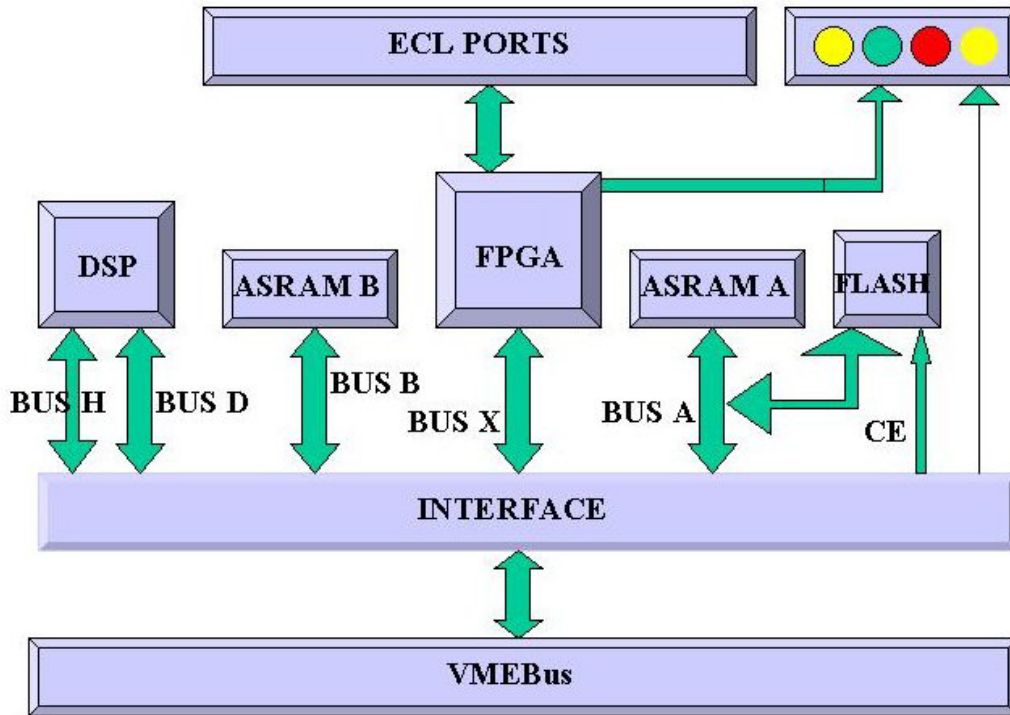 ECL PORTS
DSP
ASRAM B
FPGA
ASRAM A
FLASH
BUS H
BUS D
BUS B
BUS X
BUS A
CE
INTERFACE
VMEBus